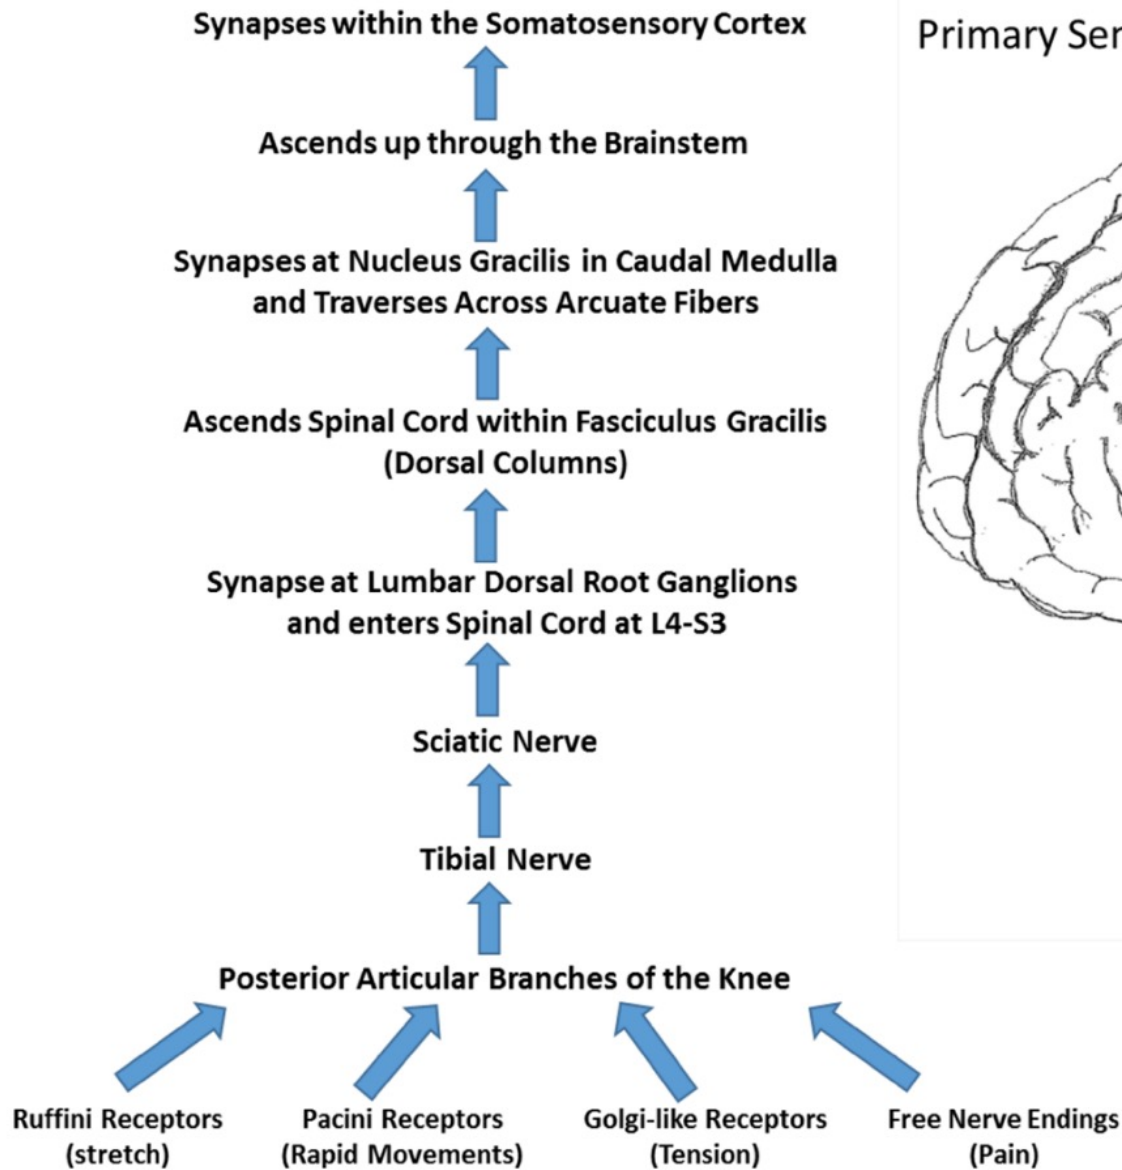 Synapses within the Somatosensory Cortex
Primary Ser
Ascends up through the Brainstem
Synapses at Nucleus Gracilis in Caudal Medulla
and Traverses Across Arcuate Fibers
Ascends Spinal Cord within Fasciculus Gracilis
(Dorsal Columns)
Synapse at Lumbar Dorsal Root Ganglions
and enters Spinal Cord at L4-S3
Sciatic Nerve
Tibial Nerve
Posterior Articular Branches of the Knee
Ruffini Receptors
(stretch)
Pacini Receptors
(Rapid Movements)
Golgi-like Receptors
(Tension)
Free Nerve Endings
(Pain)